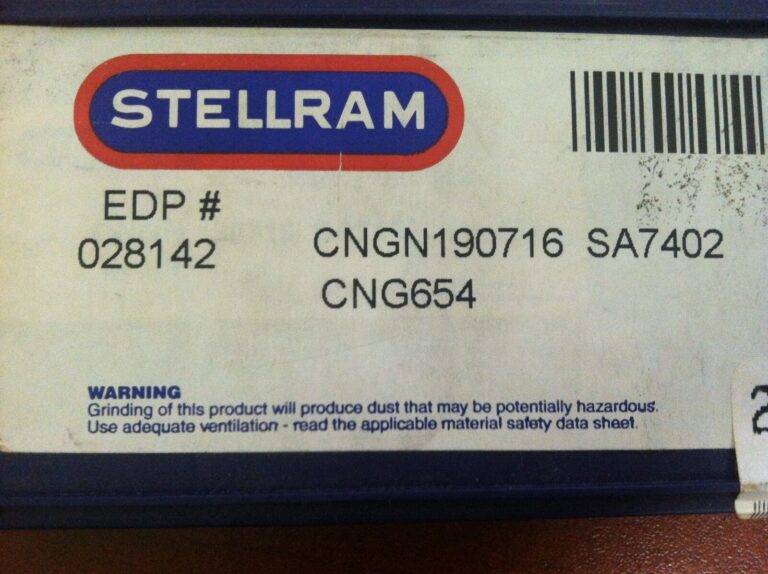 STELLRAM
EDP #
028142
CNGN190716 SA7402
CNG654
WARNING
Grinding of this product will produce dust that may be potentially hazardous.
Use adequate ventilation - read the applicable material safety data sheet.
2